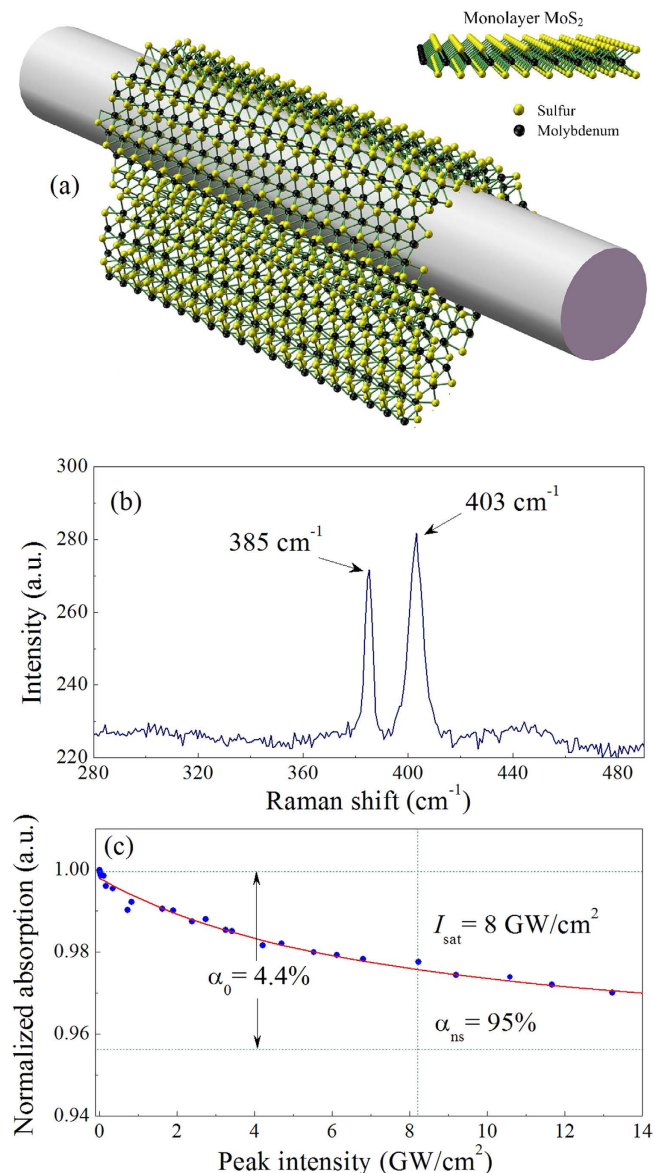 Monolayer MoS₂
Sulfur
Molybdenum
(a)
(b)
300
280
260
240
220
385 cm⁻¹
403 cm⁻¹
Intensity (a.u.)
280
320
360
400
440
480
Raman shift (cm⁻¹)
(c)
1.00
0.98
0.96
0.94
Normalized absorption (a.u.)
α₀= 4.4%
Iₛₐₜ= 8 GW/cm²
αₙₛ= 95%
0
2
4
6
8
10
12
14
Peak intensity (GW/cm²)